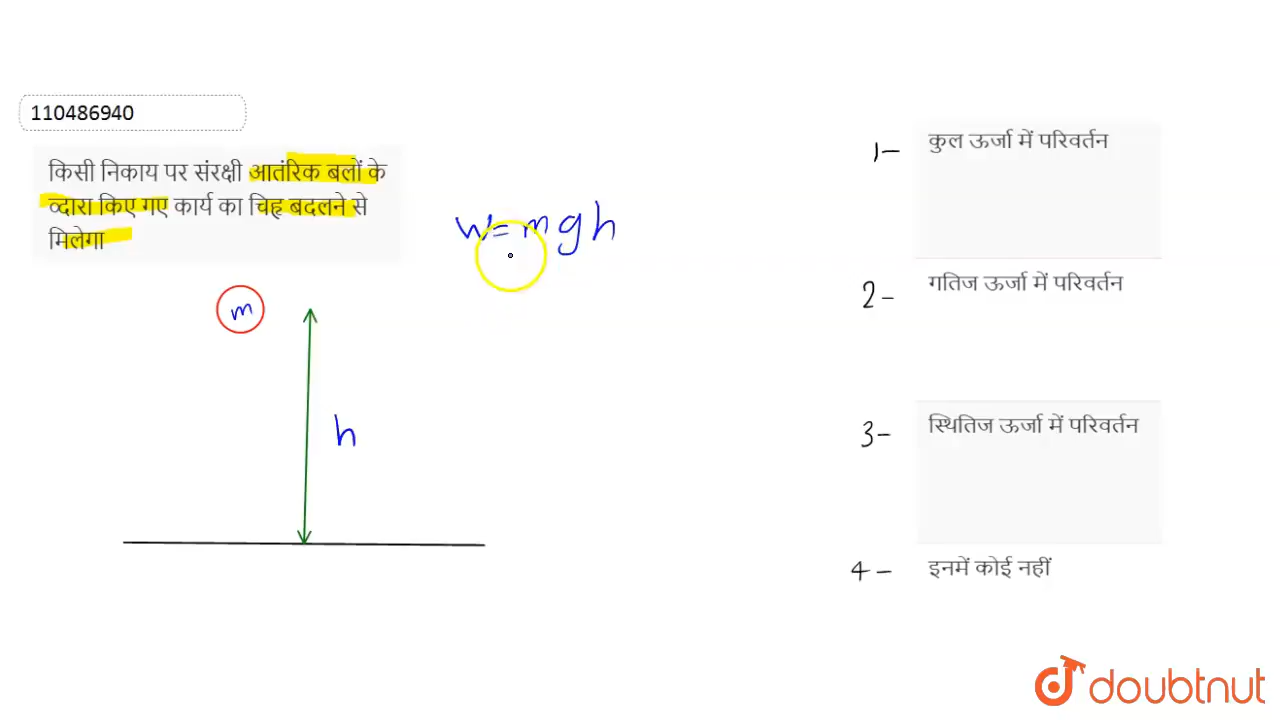 110486940
किसी निकाय पर संरक्षी आतंरिक बलों के
व्दारा किए गए कार्य का चिह्न बदलने से
मिलेगा
W = mgh
m
h
1- कुल ऊर्जा में परिवर्तन
2- गतिज ऊर्जा में परिवर्तन
3- स्थितिज ऊर्जा में परिवर्तन
4- इनमें कोई नहीं
doubtnut